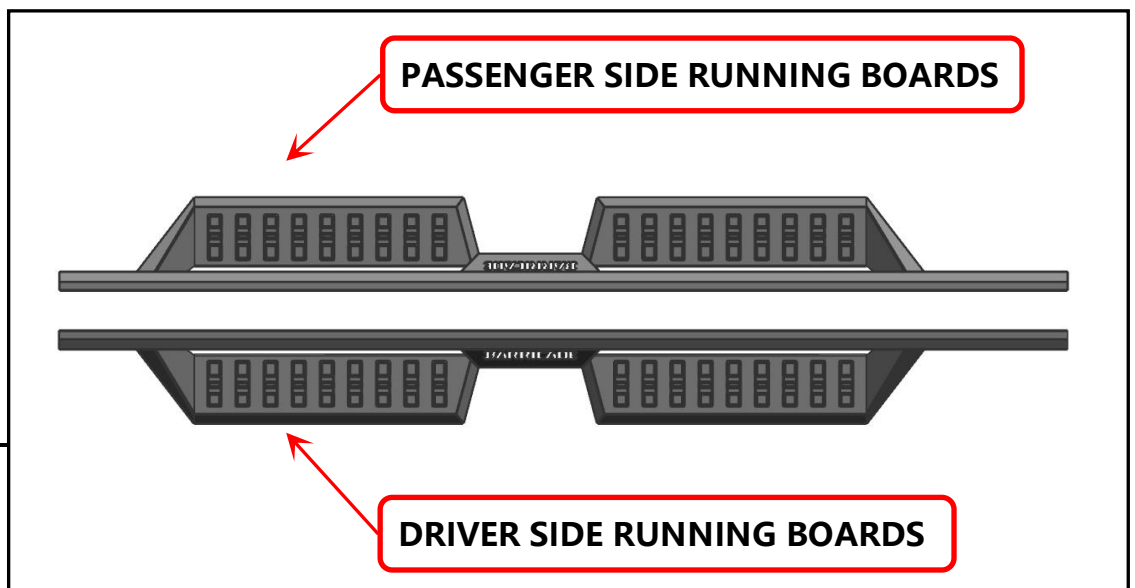 PASSENGER SIDE RUNNING BOARDS
BARRICADE
DRIVER SIDE RUNNING BOARDS